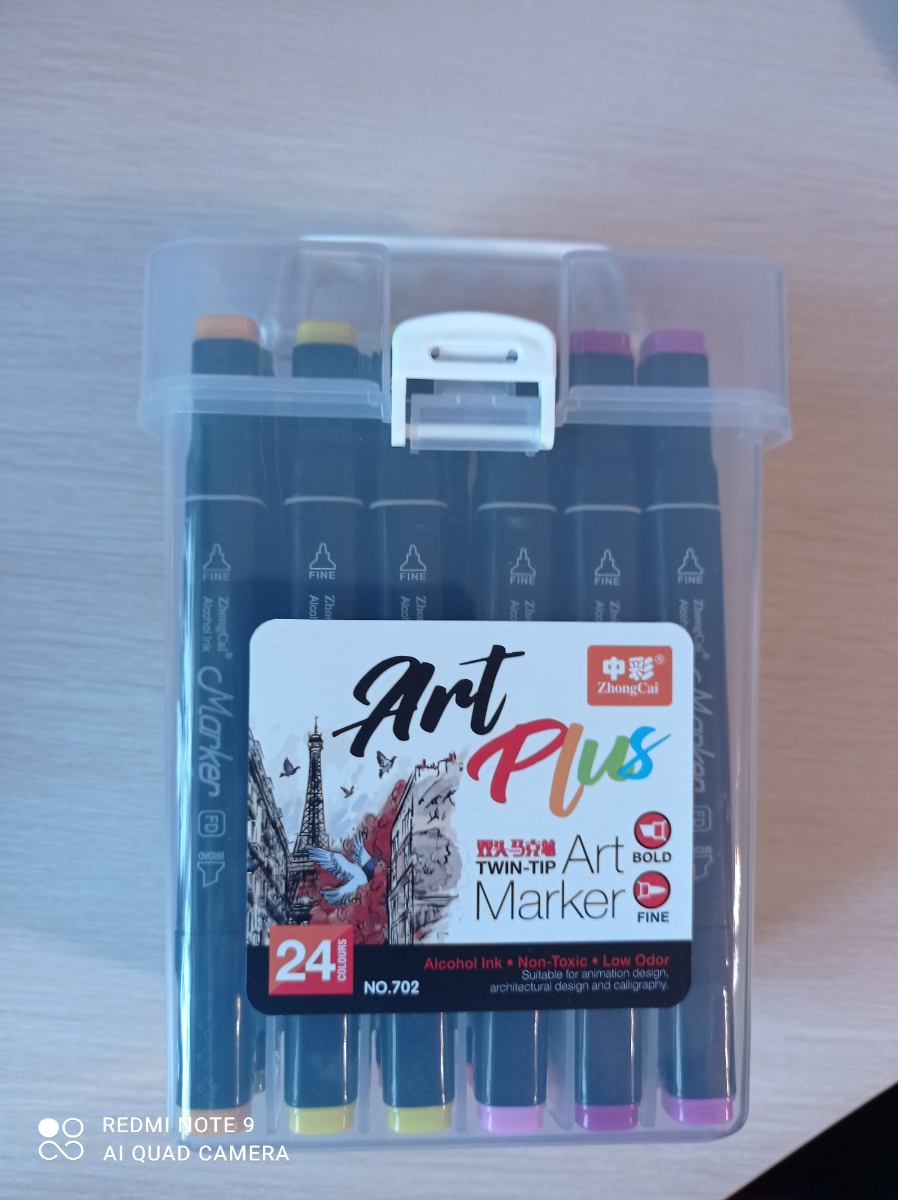 FINE
FINE
FINE
FINE
FINE
FINE
ZhongCai®
Alcohol Ink
Marker
FD
BROAD
Art
Plus
中彩®
ZhongCai
双头马克笔
TWIN-TIP
Art
Marker
BOLD
FINE
24
COLOURS
NO.702
Alcohol Ink • Non-Toxic • Low Odor
Suitable for animation design,
architectural design and calligraphy.
REDMI NOTE 9
AI QUAD CAMERA